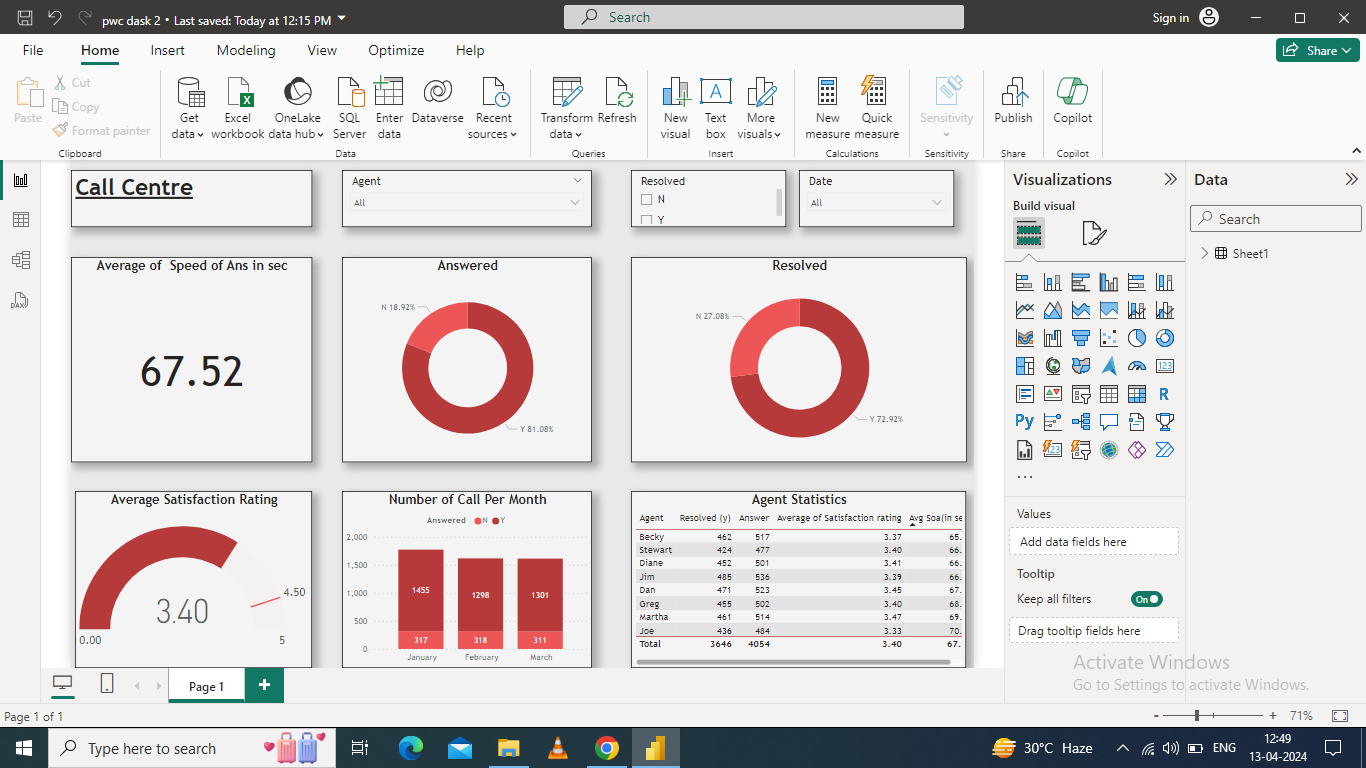 pwc dask 2 • Last saved: Today at 12:15 PM
Search
Sign in
File Home Insert Modeling View Optimize Help
Share
Paste
Cut
Copy
Format painter
Clipboard
Get data
Excel workbook
OneLake data hub
SQL Server
Enter data
Dataverse
Recent sources
Data
Transform data
Refresh
Queries
New visual
Text box
More visuals
Insert
New measure
Quick measure
Calculations
Sensitivity
Sensitivity
Publish
Share
Copilot
Copilot
Call Centre
Agent
All
Resolved
N
Y
Date
All
Average of Speed of Ans in sec
67.52
Answered
N 18.92%
Y 81.08%
Resolved
N 27.08%
Y 72.92%
Average Satisfaction Rating
3.40
4.50
0.00
5
Number of Call Per Month
Answered N Y
2,000
1,500
1,000
500
0
1455 1298 1301
317 318 311
January February March
Agent Statistics
Agent Resolved (y) Answer Average of Satisfaction rating Avg Soa(in se
Becky 462 517 3.37 65.
Stewart 424 477 3.40 66.
Diane 452 501 3.41 66.
Jim 485 536 3.39 66.
Dan 471 523 3.45 67.
Greg 455 502 3.40 68.
Martha 461 514 3.47 69.
Joe 436 484 3.33 70.
Total 3646 4054 3.40 67.
Visualizations
Build visual
R
Py
123
123
...
Values
Add data fields here
Tooltip
Keep all filters
On
Drag tooltip fields here
Data
Search
Sheet1
DAX
Activate Windows
Go to Settings to activate Windows.
Page 1
Page 1 of 1
- + 71%
Type here to search
30°C Haze
ENG
12:49
13-04-2024